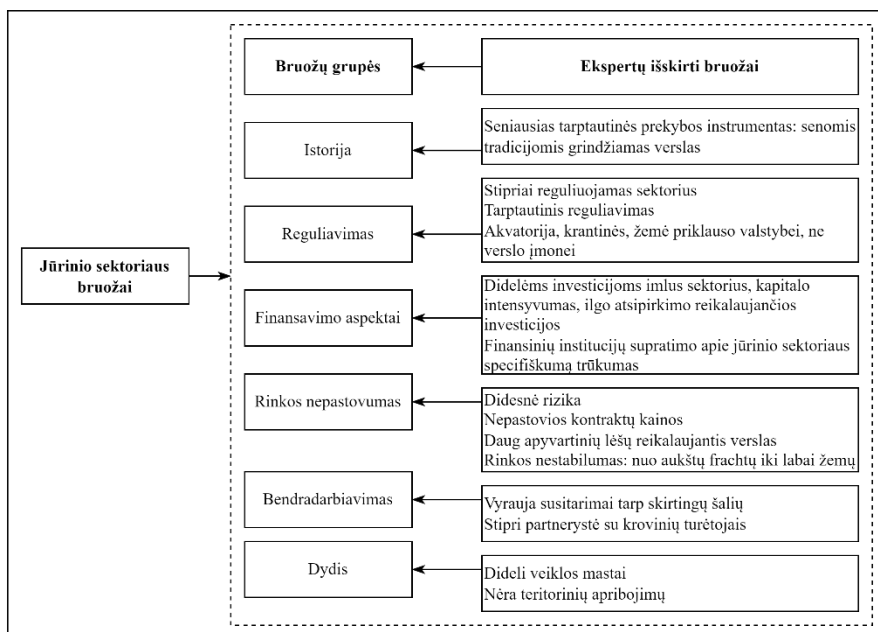 Jūrinio sektoriaus
bruožai
Bruožų grupės
Ekspertų išskirti bruožai
Istorija
Seniausias tarptautinės prekybos instrumentas: senomis
tradicijomis grindžiamas verslas
Reguliavimas
Stipriai reguliuojamas sektorius
Tarptautinis reguliavimas
Akvatorija, krantinės, žemė priklauso valstybei, ne
verslo įmonei
Finansavimo aspektai
Didelėms investicijoms imlus sektorius, kapitalo
intensyvumas, ilgo atsipirkimo reikalaujančios
investicijos
Finansinių institucijų supratimo apie jūrinio sektoriaus
specifiškumą trūkumas
Rinkos nepastovumas
Didesnė rizika
Nepastovios kontraktų kainos
Daug apyvartinių lėšų reikalaujantis verslas
Rinkos nestabilumas: nuo aukštų frachtų iki labai žemų
Bendradarbiavimas
Vyrauja susitarimai tarp skirtingų šalių
Stipri partnerystė su krovinių turėtojais
Dydis
Dideli veiklos mastai
Nėra teritorinių apribojimų